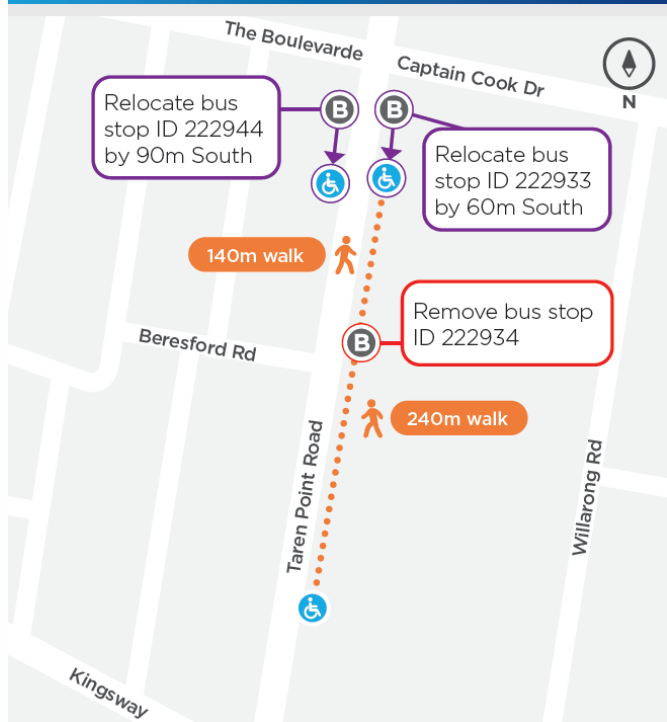 The Boulevarde
Captain Cook Dr
N
B
B
Relocate bus
stop ID 222944
by 90m South
Relocate bus
stop ID 222933
by 60m South
140m walk
Remove bus stop
ID 222934
B
Beresford Rd
240m walk
Taren Point Road
Willarong Rd
Kingsway